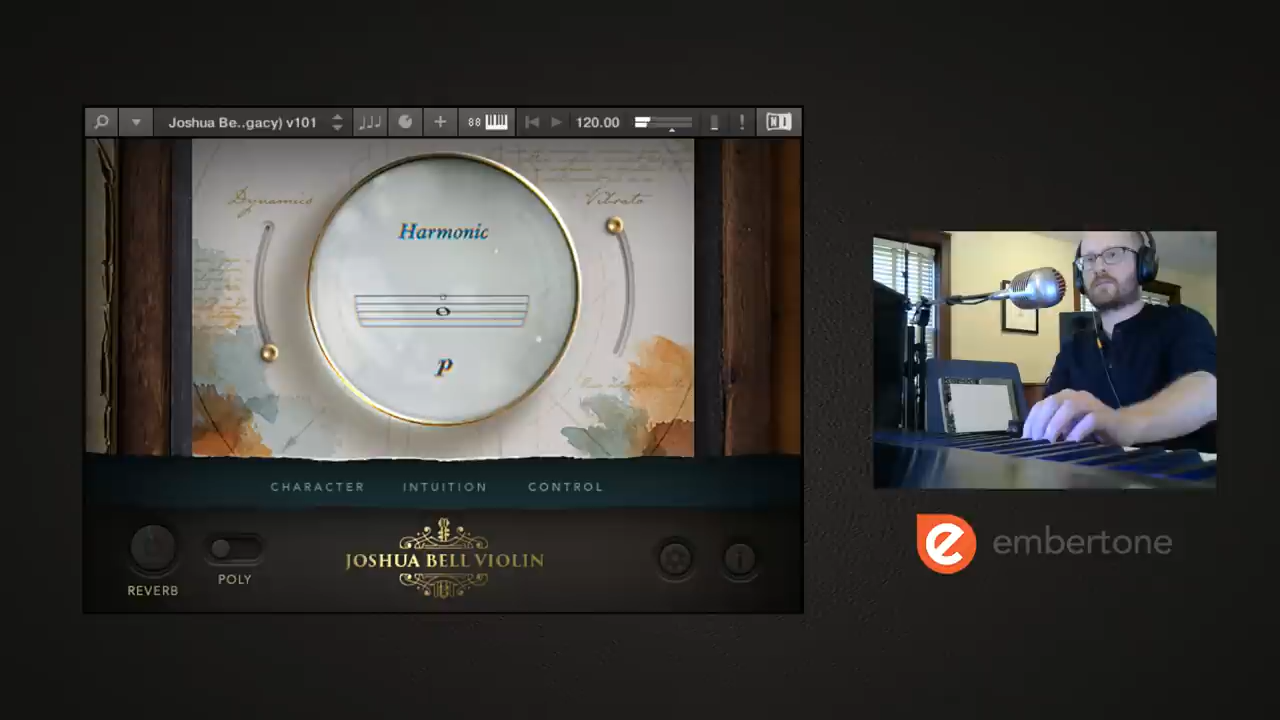 Joshua Be..gacy) v101
88
120.00
Dynamics
Vibrato
Harmonic
p
CHARACTER INTUITION CONTROL
REVERB
POLY
JOSHUA BELL VIOLIN
e embertone